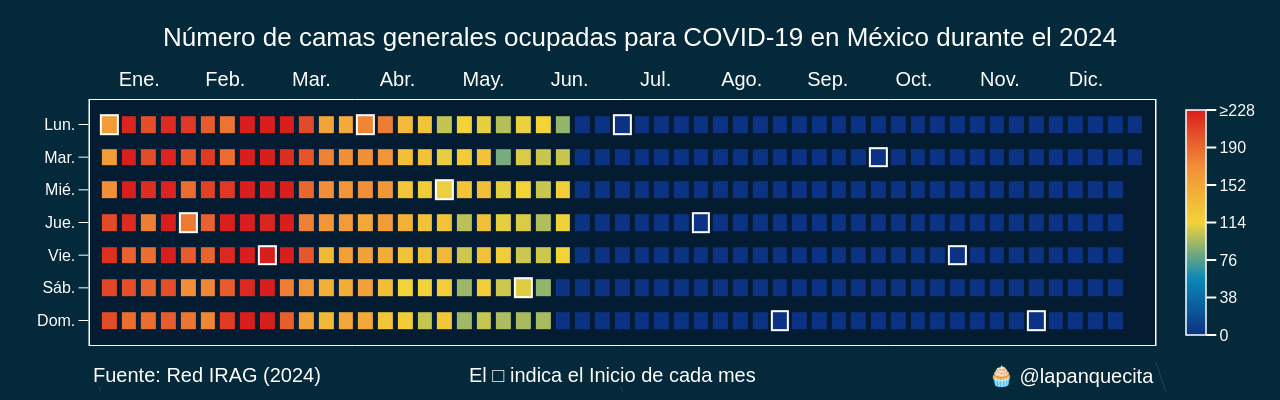 Número de camas generales ocupadas para COVID-19 en México durante el 2024
Ene. Feb. Mar. Abr. May. Jun. Jul. Ago. Sep. Oct. Nov. Dic.
Lun.
Mar.
Mié.
Jue.
Vie.
Sáb.
Dom.
≥228
190
152
114
76
38
0
Fuente: Red IRAG (2024)
El □ indica el Inicio de cada mes
🧁 @lapanquecita